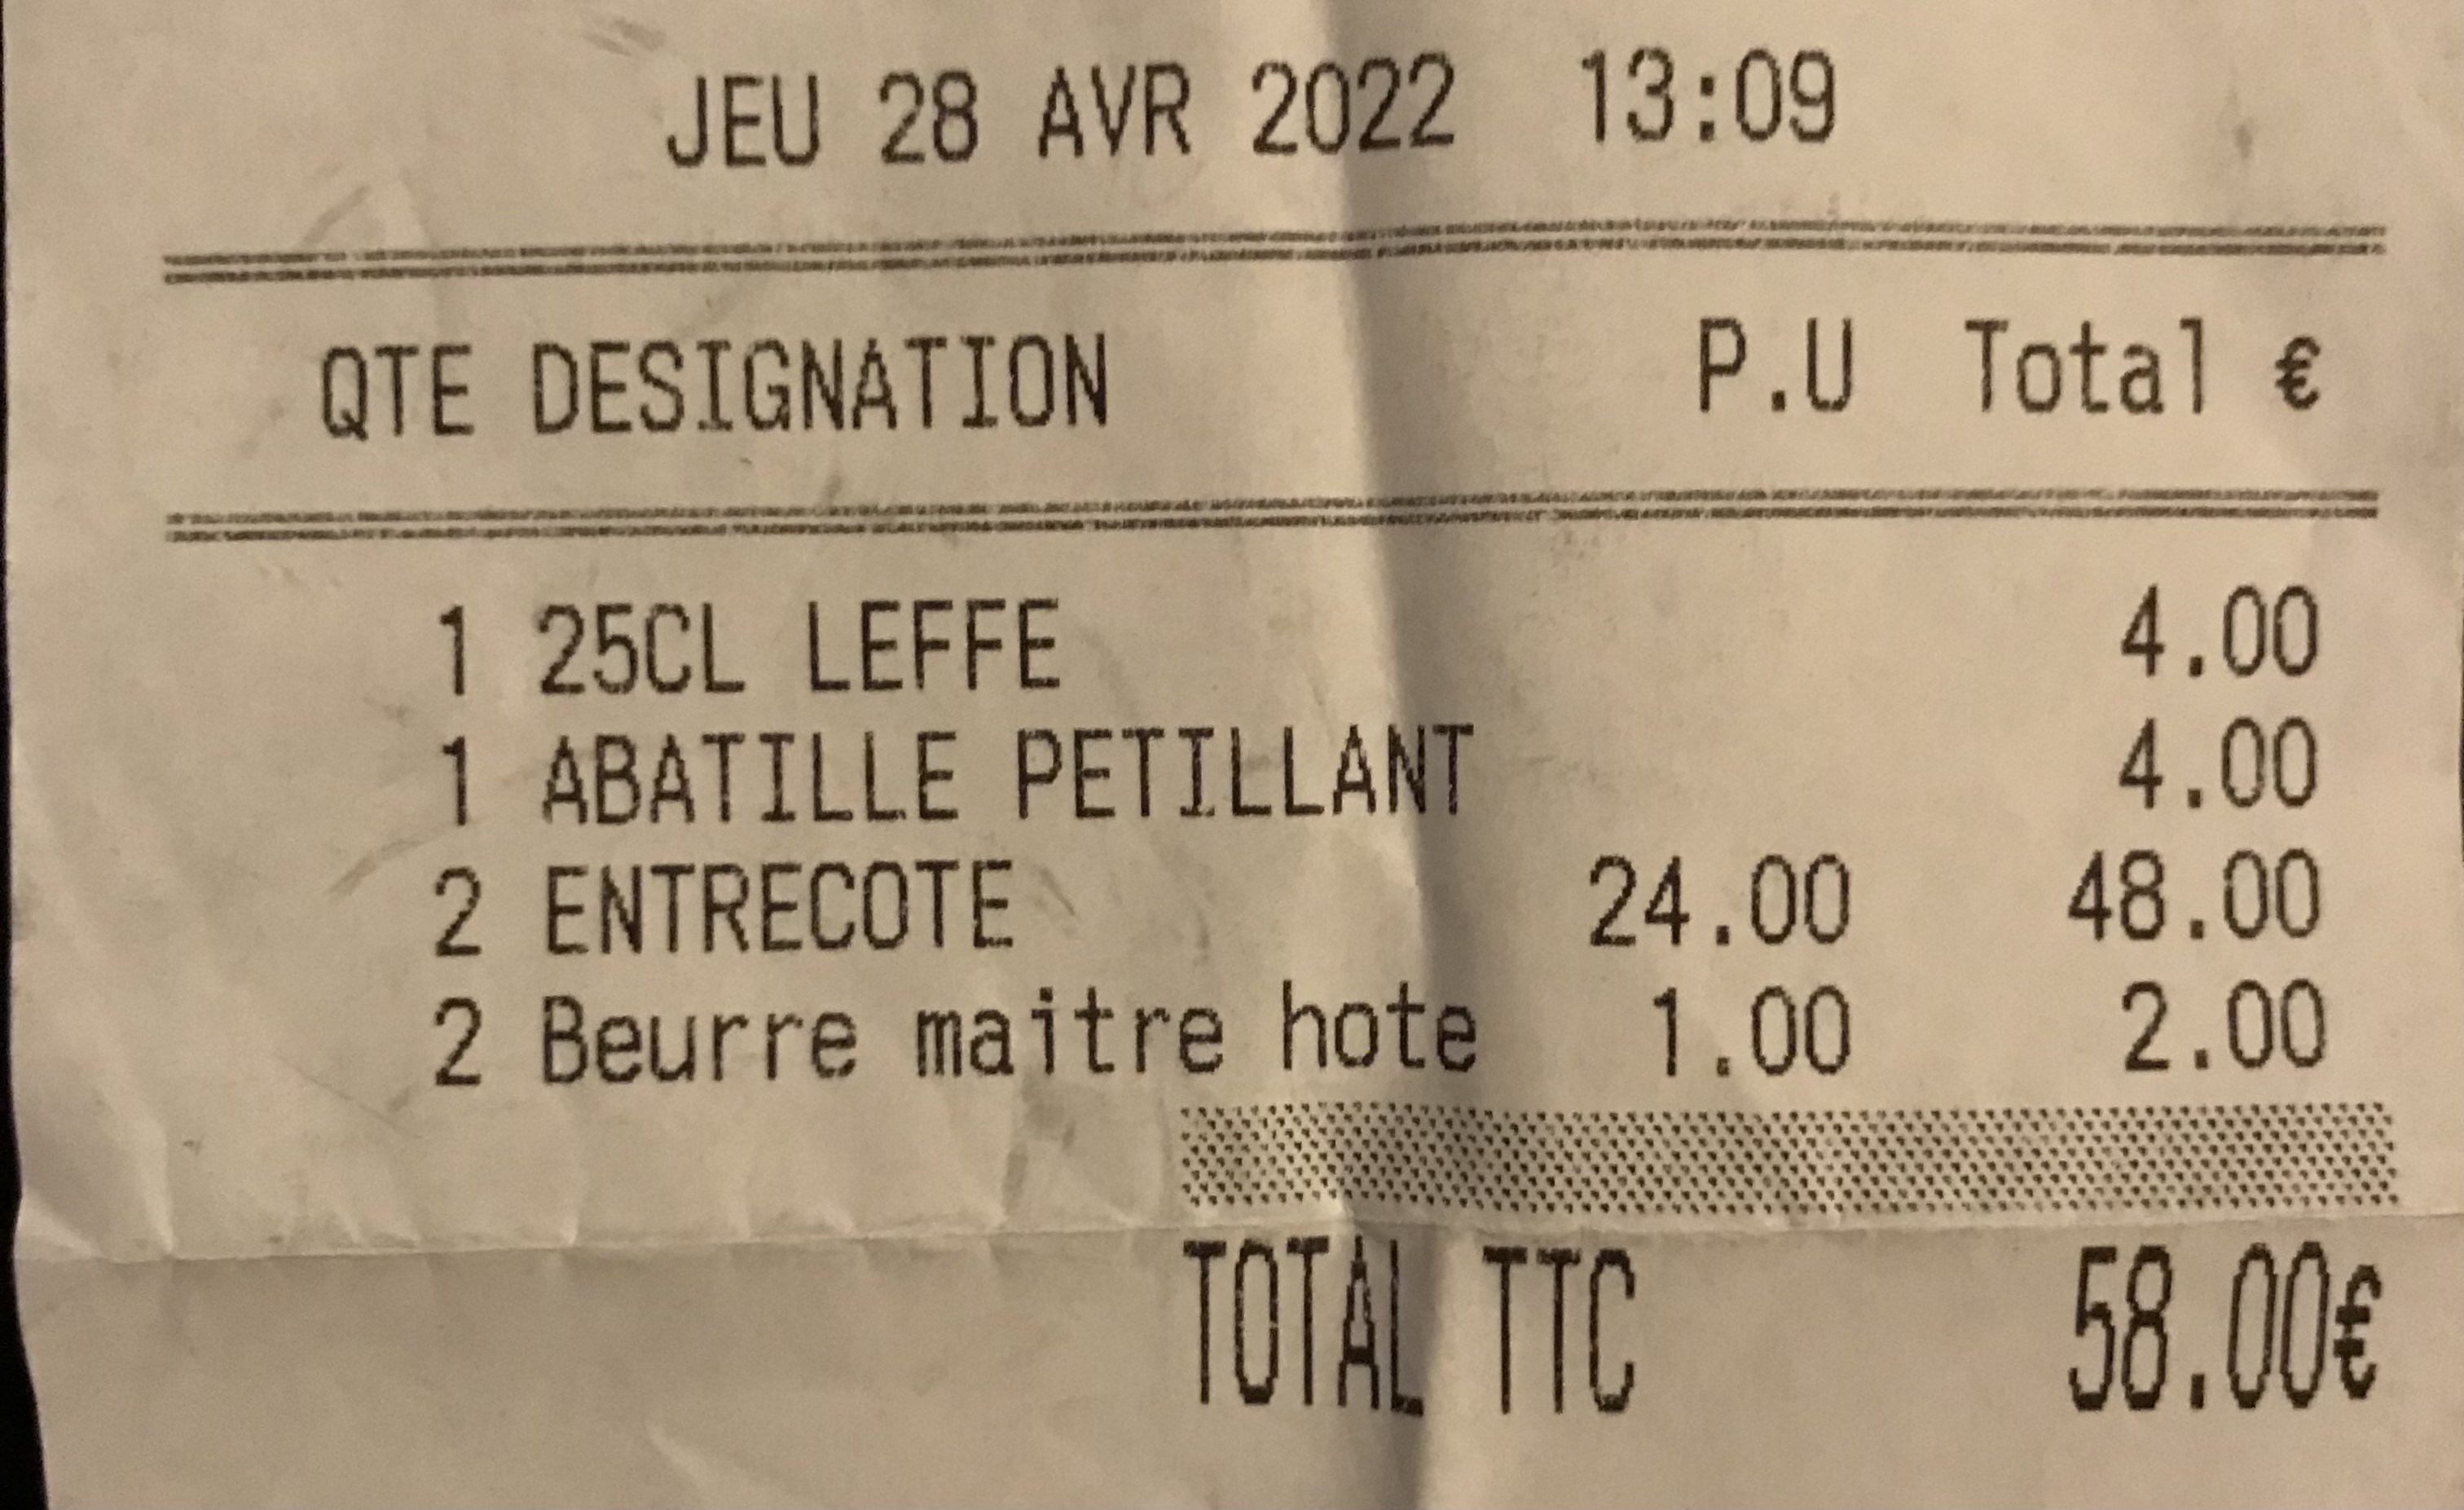 JEU 28 AVR 2022 13:09
QTE DESIGNATION P.U Total €
1 25CL LEFFE 4.00
1 ABATILLE PETILLANT 4.00
2 ENTRECOTE 24.00 48.00
2 Beurre maitre hote 1.00 2.00
TOTAL TTC 58.00€